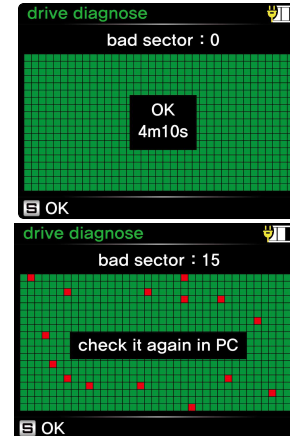 drive diagnose
bad sector : 0
OK
4m10s
S OK
drive diagnose
bad sector : 15
check it again in PC
S OK